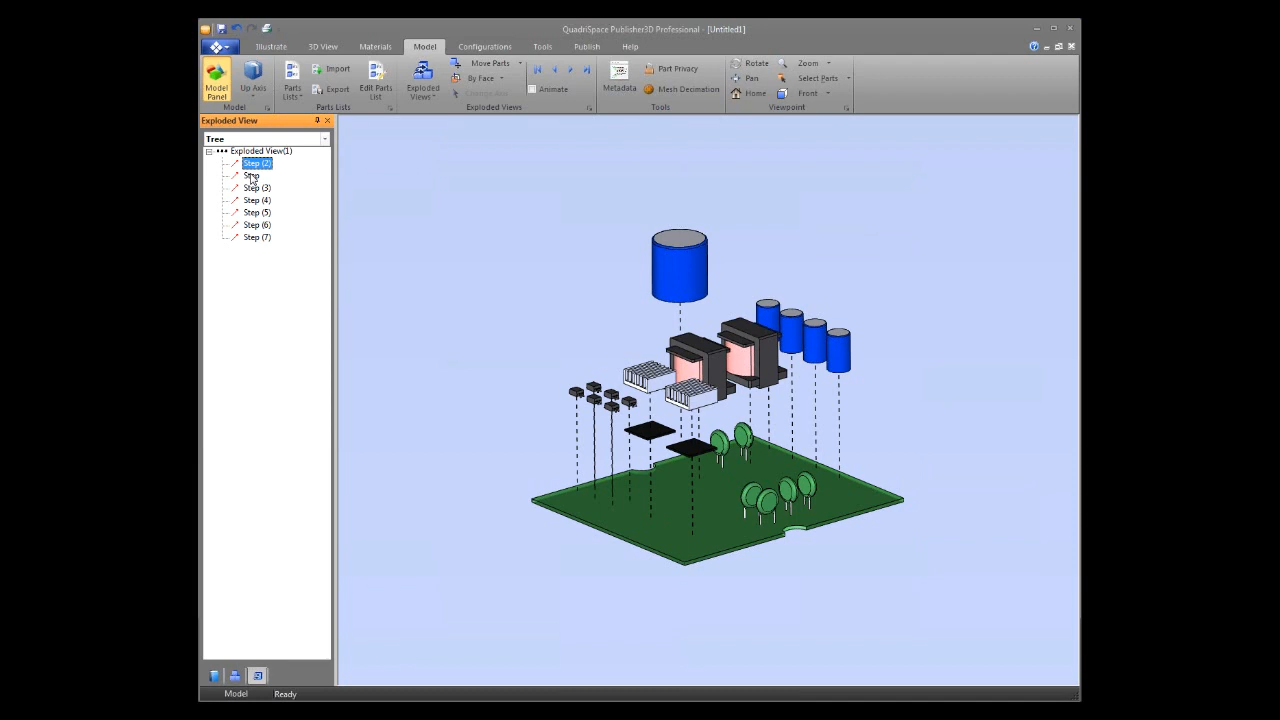 QuadriSpace Publisher3D Professional - [Untitled1]
Illustrate 3D View Materials Model Configurations Tools Publish Help
Model Panel
Up Axis
Parts Lists
Import
Export
Edit Parts List
Exploded Views
Move Parts
By Face
Change Axis
Animate
Metadata
Part Privacy
Mesh Decimation
Rotate
Pan
Home
Zoom
Select Parts
Front
Model Parts Lists Exploded Views Tools Viewpoint
Exploded View
Tree
Exploded View(1)
Step (2)
Step
Step (3)
Step (4)
Step (5)
Step (6)
Step (7)
Model Ready